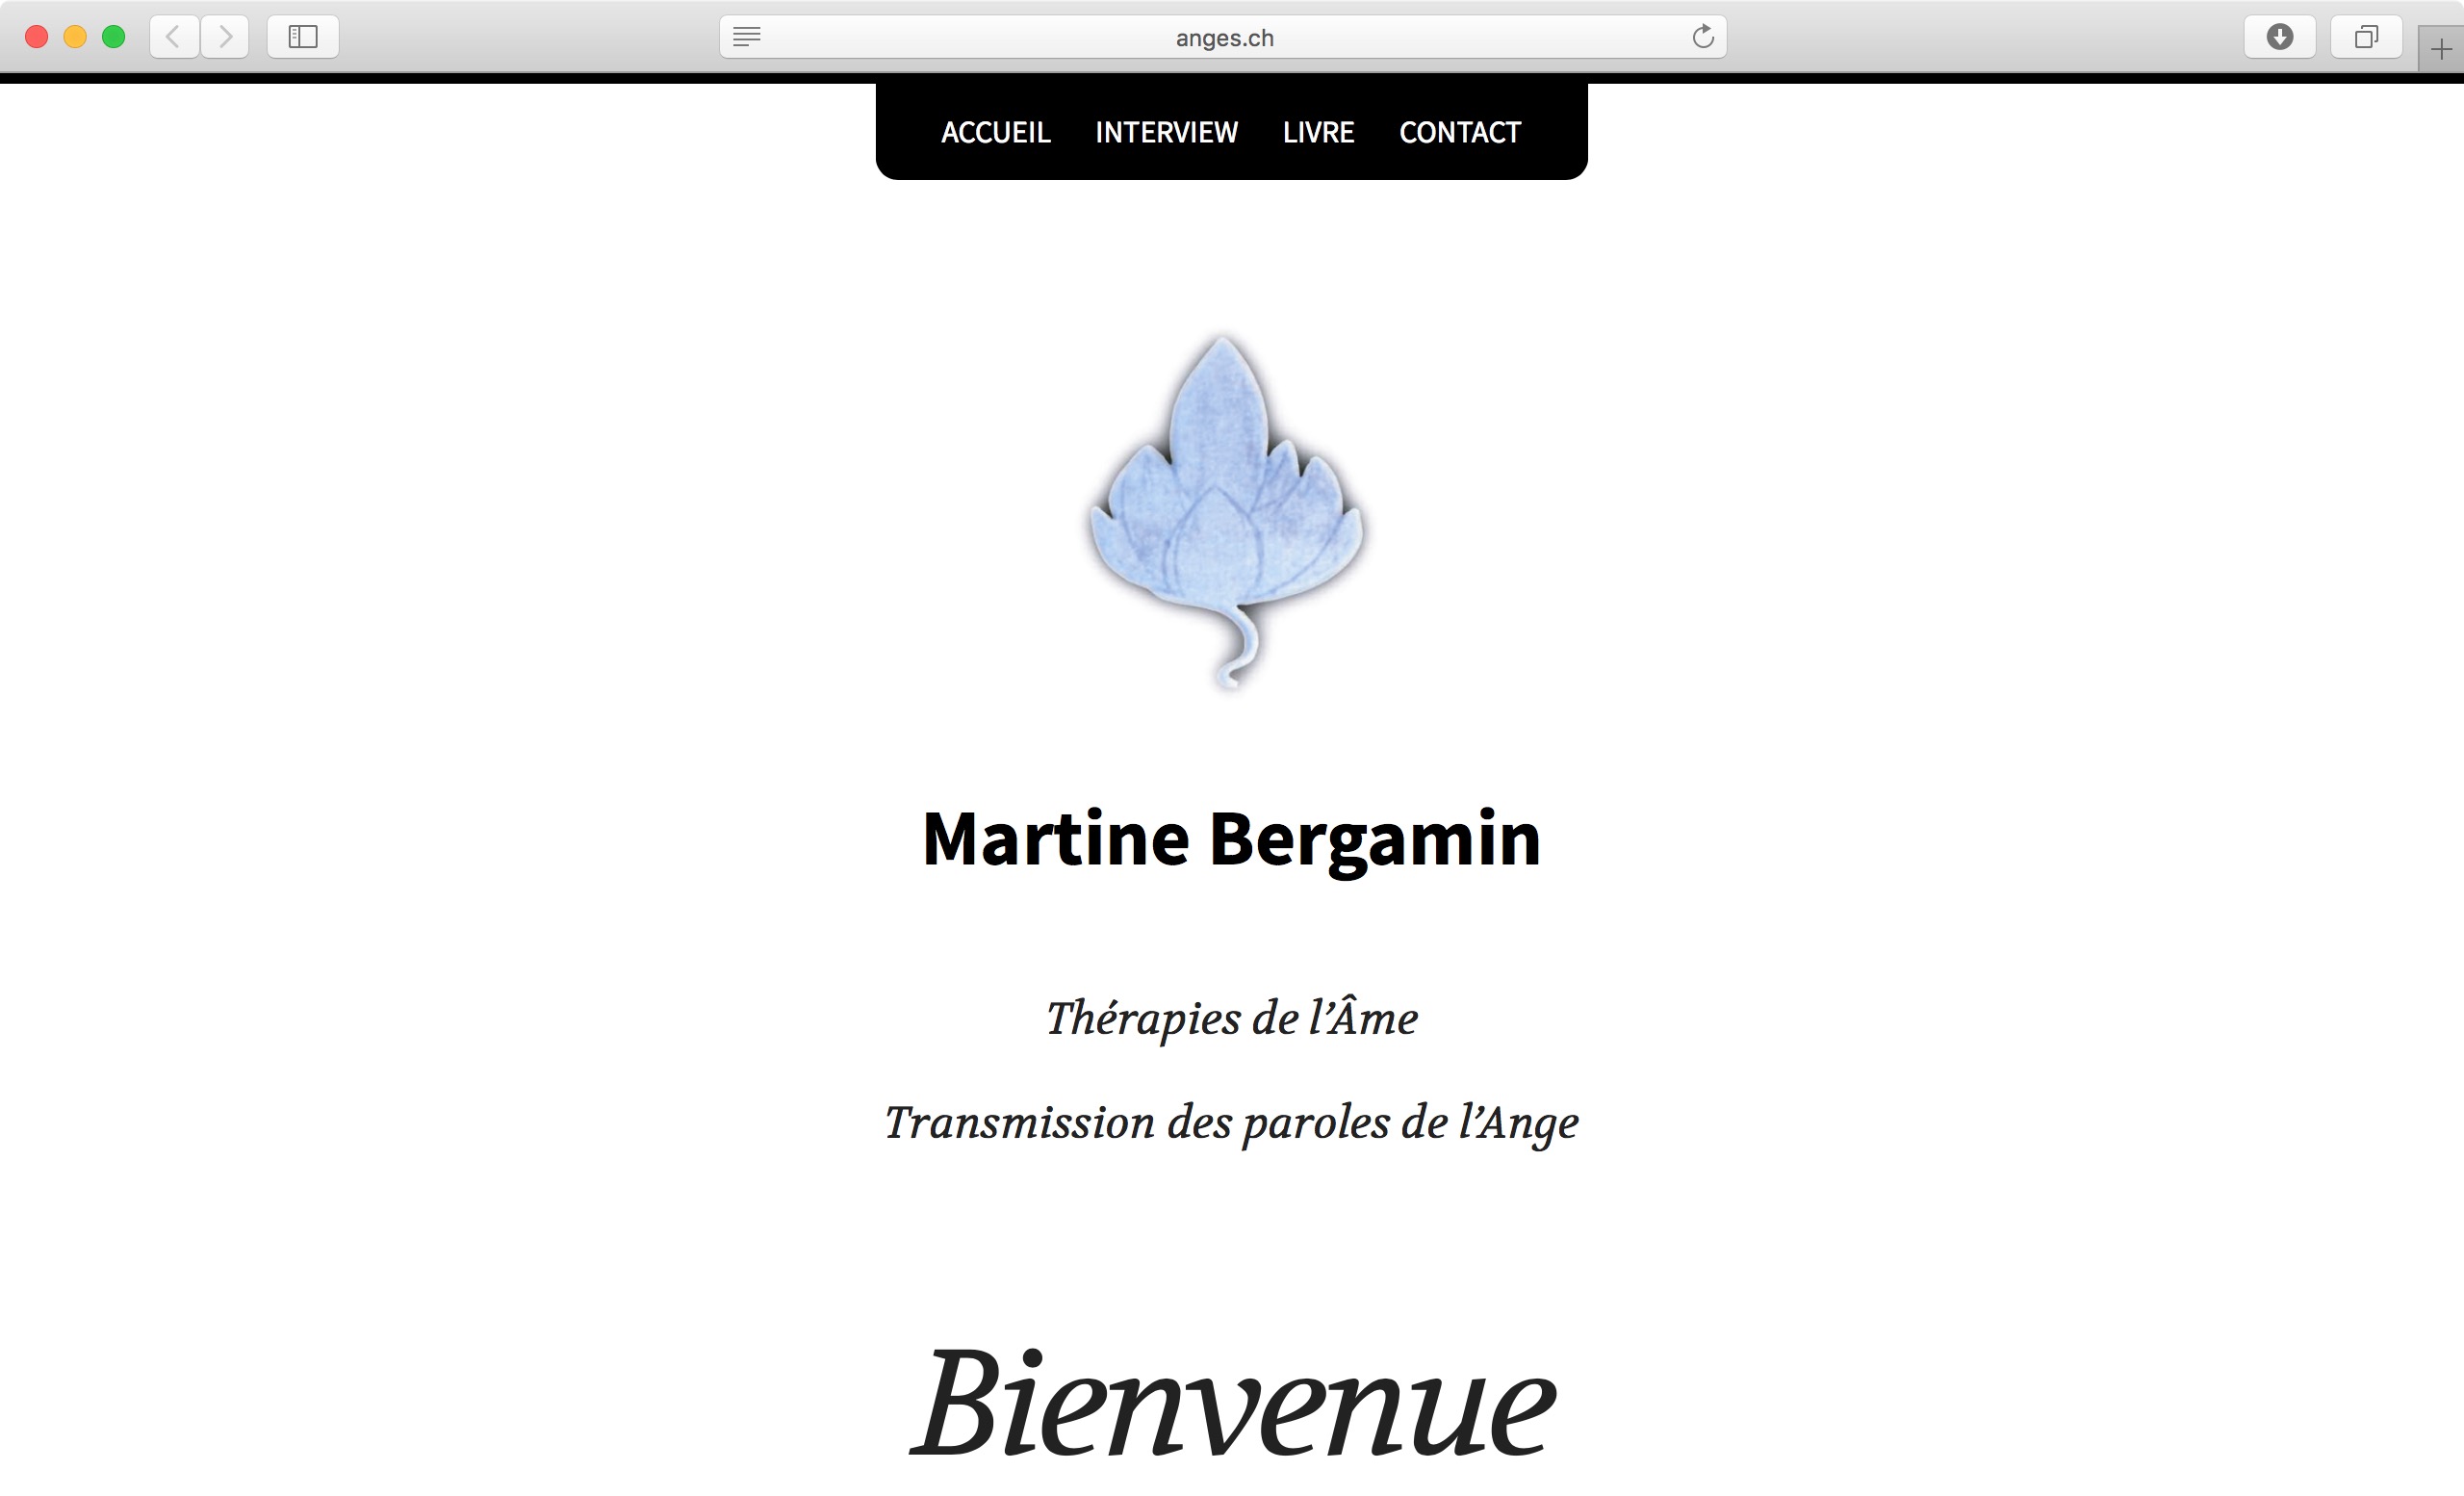 anges.ch
ACCUEIL INTERVIEW LIVRE CONTACT
Martine Bergamin
Thérapies de l’Âme
Transmission des paroles de l’Ange
Bienvenue